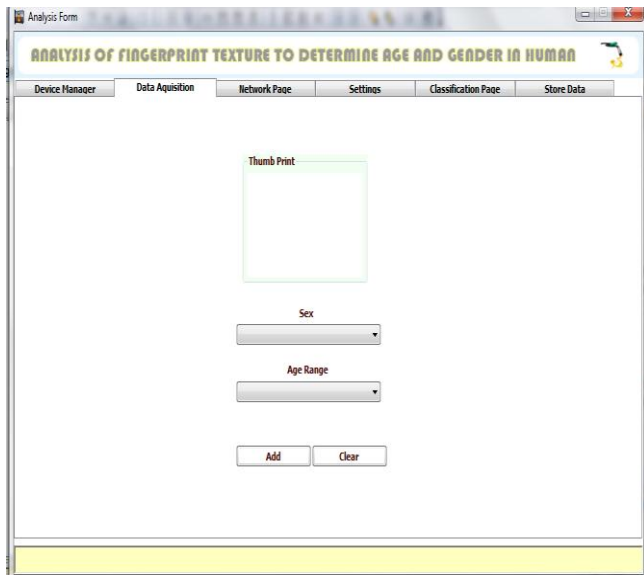 Analysis Form
ANALYSIS OF FINGERPRINT TEXTURE TO DETERMINE AGE AND GENDER IN HUMAN
Device Manager Data Aquisition Network Page Settings Classification Page Store Data
Thumb Print
Sex
Age Range
Add Clear